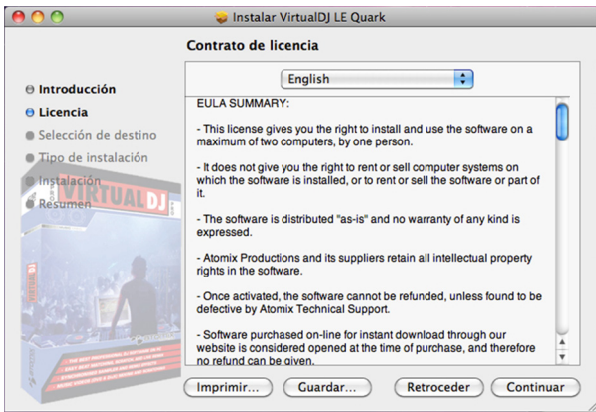 Instalar VirtualDJ LE Quark
Contrato de licencia
Introducción
Licencia
Selección de destino
Tipo de instalación
Instalación
Resumen
VIRTUAL DJ
English
EULA SUMMARY:
- This license gives you the right to install and use the software on a
maximum of two computers, by one person.
- It does not give you the right to rent or sell computer systems on
which the software is installed, or to rent or sell the software or part of
it.
- The software is distributed "as-is" and no warranty of any kind is
expressed.
- Atomix Productions and its suppliers retain all intellectual property
rights in the software.
- Once activated, the software cannot be refunded, unless found to be
defective by Atomix Technical Support.
- Software purchased on-line for instant download through our
website is considered opened at the time of purchase, and therefore
no refund can be given.
Imprimir...
Guardar...
Retroceder
Continuar